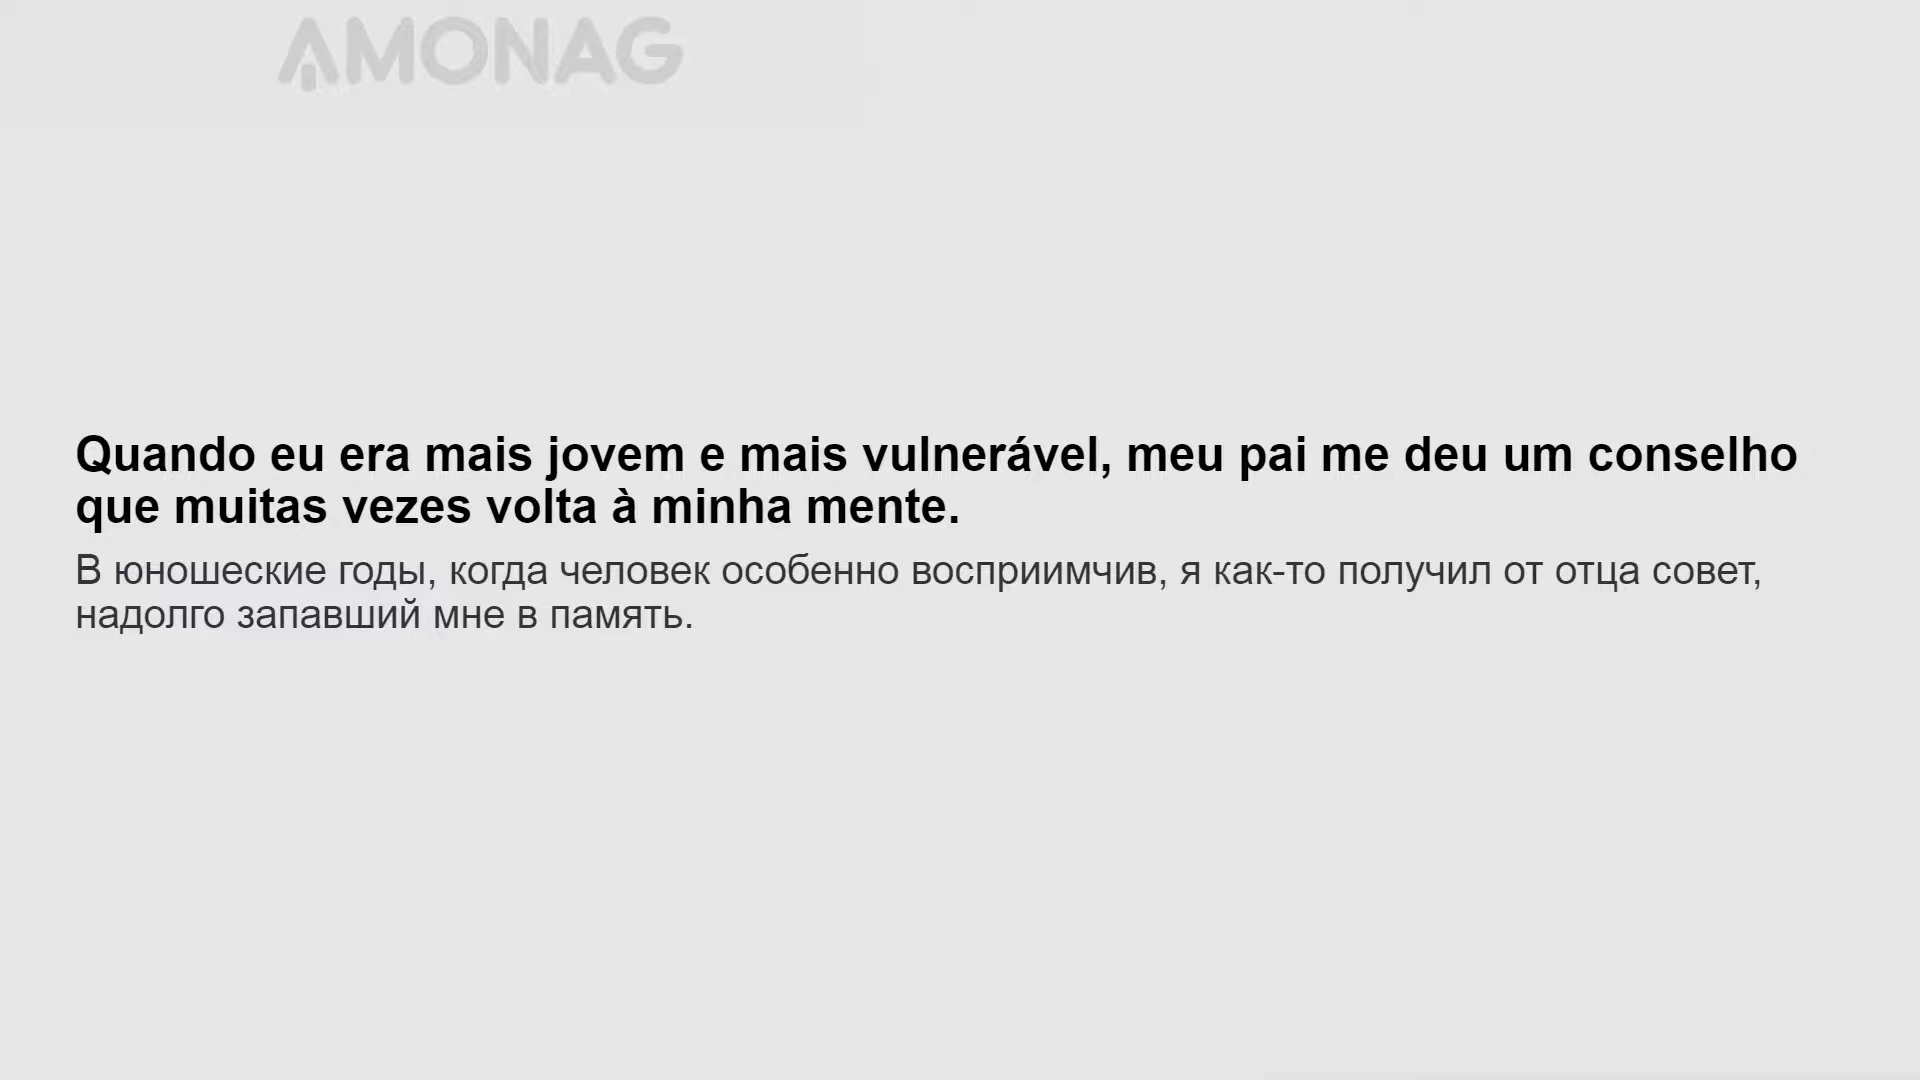 AMONAG
Quando eu era mais jovem e mais vulnerável, meu pai me deu um conselho
que muitas vezes volta à minha mente.
В юношеские годы, когда человек особенно восприимчив, я как-то получил от отца совет,
надолго запавший мне в память.